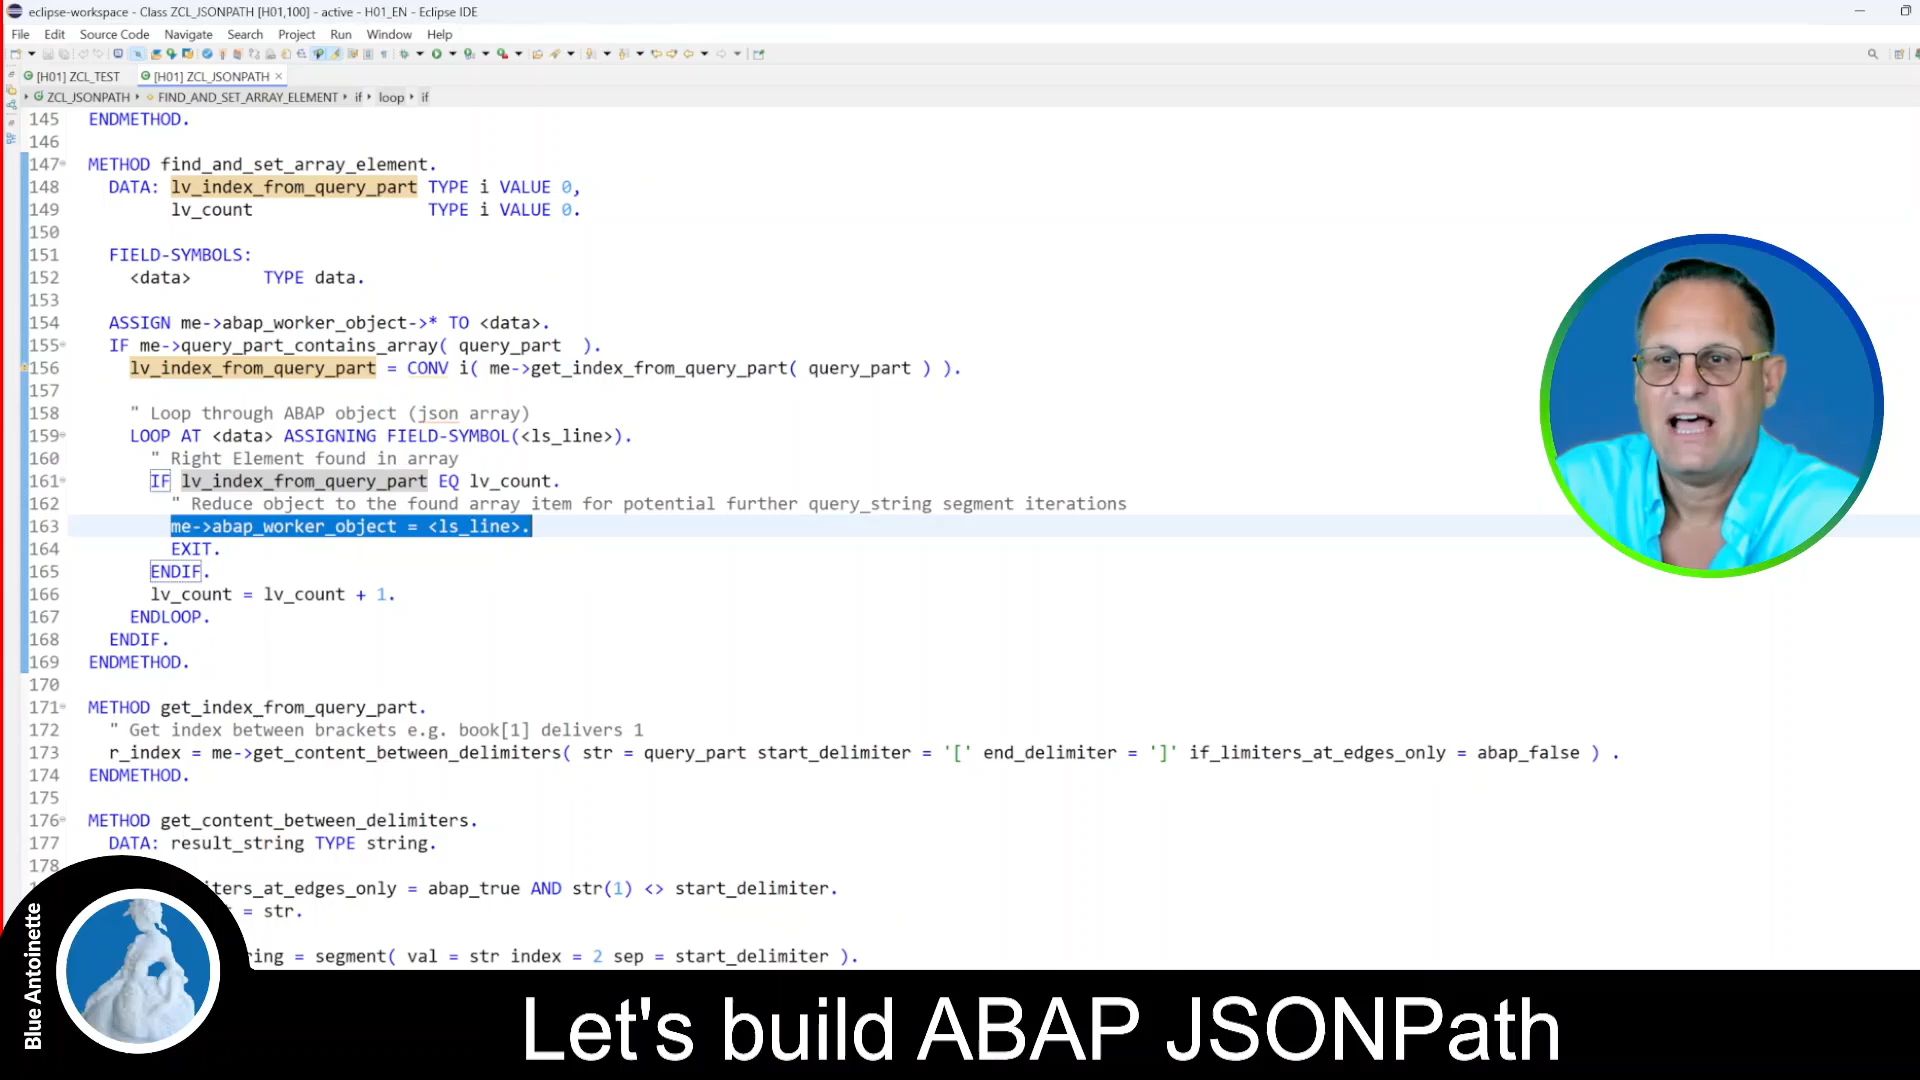 eclipse-workspace - Class ZCL_JSONPATH [H01,100] - active - H01_EN - Eclipse IDE
File Edit Source Code Navigate Search Project Run Window Help
[H01] ZCL_TEST [H01] ZCL_JSONPATH
ZCL_JSONPATH FIND_AND_SET_ARRAY_ELEMENT if loop if
145 ENDMETHOD.
146
147 METHOD find_and_set_array_element.
148 DATA: lv_index_from_query_part TYPE i VALUE 0,
149 lv_count TYPE i VALUE 0.
150
151 FIELD-SYMBOLS:
152 <data> TYPE data.
153
154 ASSIGN me->abap_worker_object->* TO <data>.
155 IF me->query_part_contains_array( query_part ).
156 lv_index_from_query_part = CONV i( me->get_index_from_query_part( query_part ) ).
157
158 " Loop through ABAP object (json array)
159 LOOP AT <data> ASSIGNING FIELD-SYMBOL(<ls_line>).
160 " Right Element found in array
161 IF lv_index_from_query_part EQ lv_count.
162 " Reduce object to the found array item for potential further query_string segment iterations
163 me->abap_worker_object = <ls_line>.
164 EXIT.
165 ENDIF.
166 lv_count = lv_count + 1.
167 ENDLOOP.
168 ENDIF.
169 ENDMETHOD.
170
171 METHOD get_index_from_query_part.
172 " Get index between brackets e.g. book[1] delivers 1
173 r_index = me->get_content_between_delimiters( str = query_part start_delimiter = '[' end_delimiter = ']' if_limiters_at_edges_only = abap_false ) .
174 ENDMETHOD.
175
176 METHOD get_content_between_delimiters.
177 DATA: result_string TYPE string.
178
ters_at_edges_only = abap_true AND str(1) <> start_delimiter.
= str.
ing = segment( val = str index = 2 sep = start_delimiter ).
Blue Antoinette
Let's build ABAP JSONPath